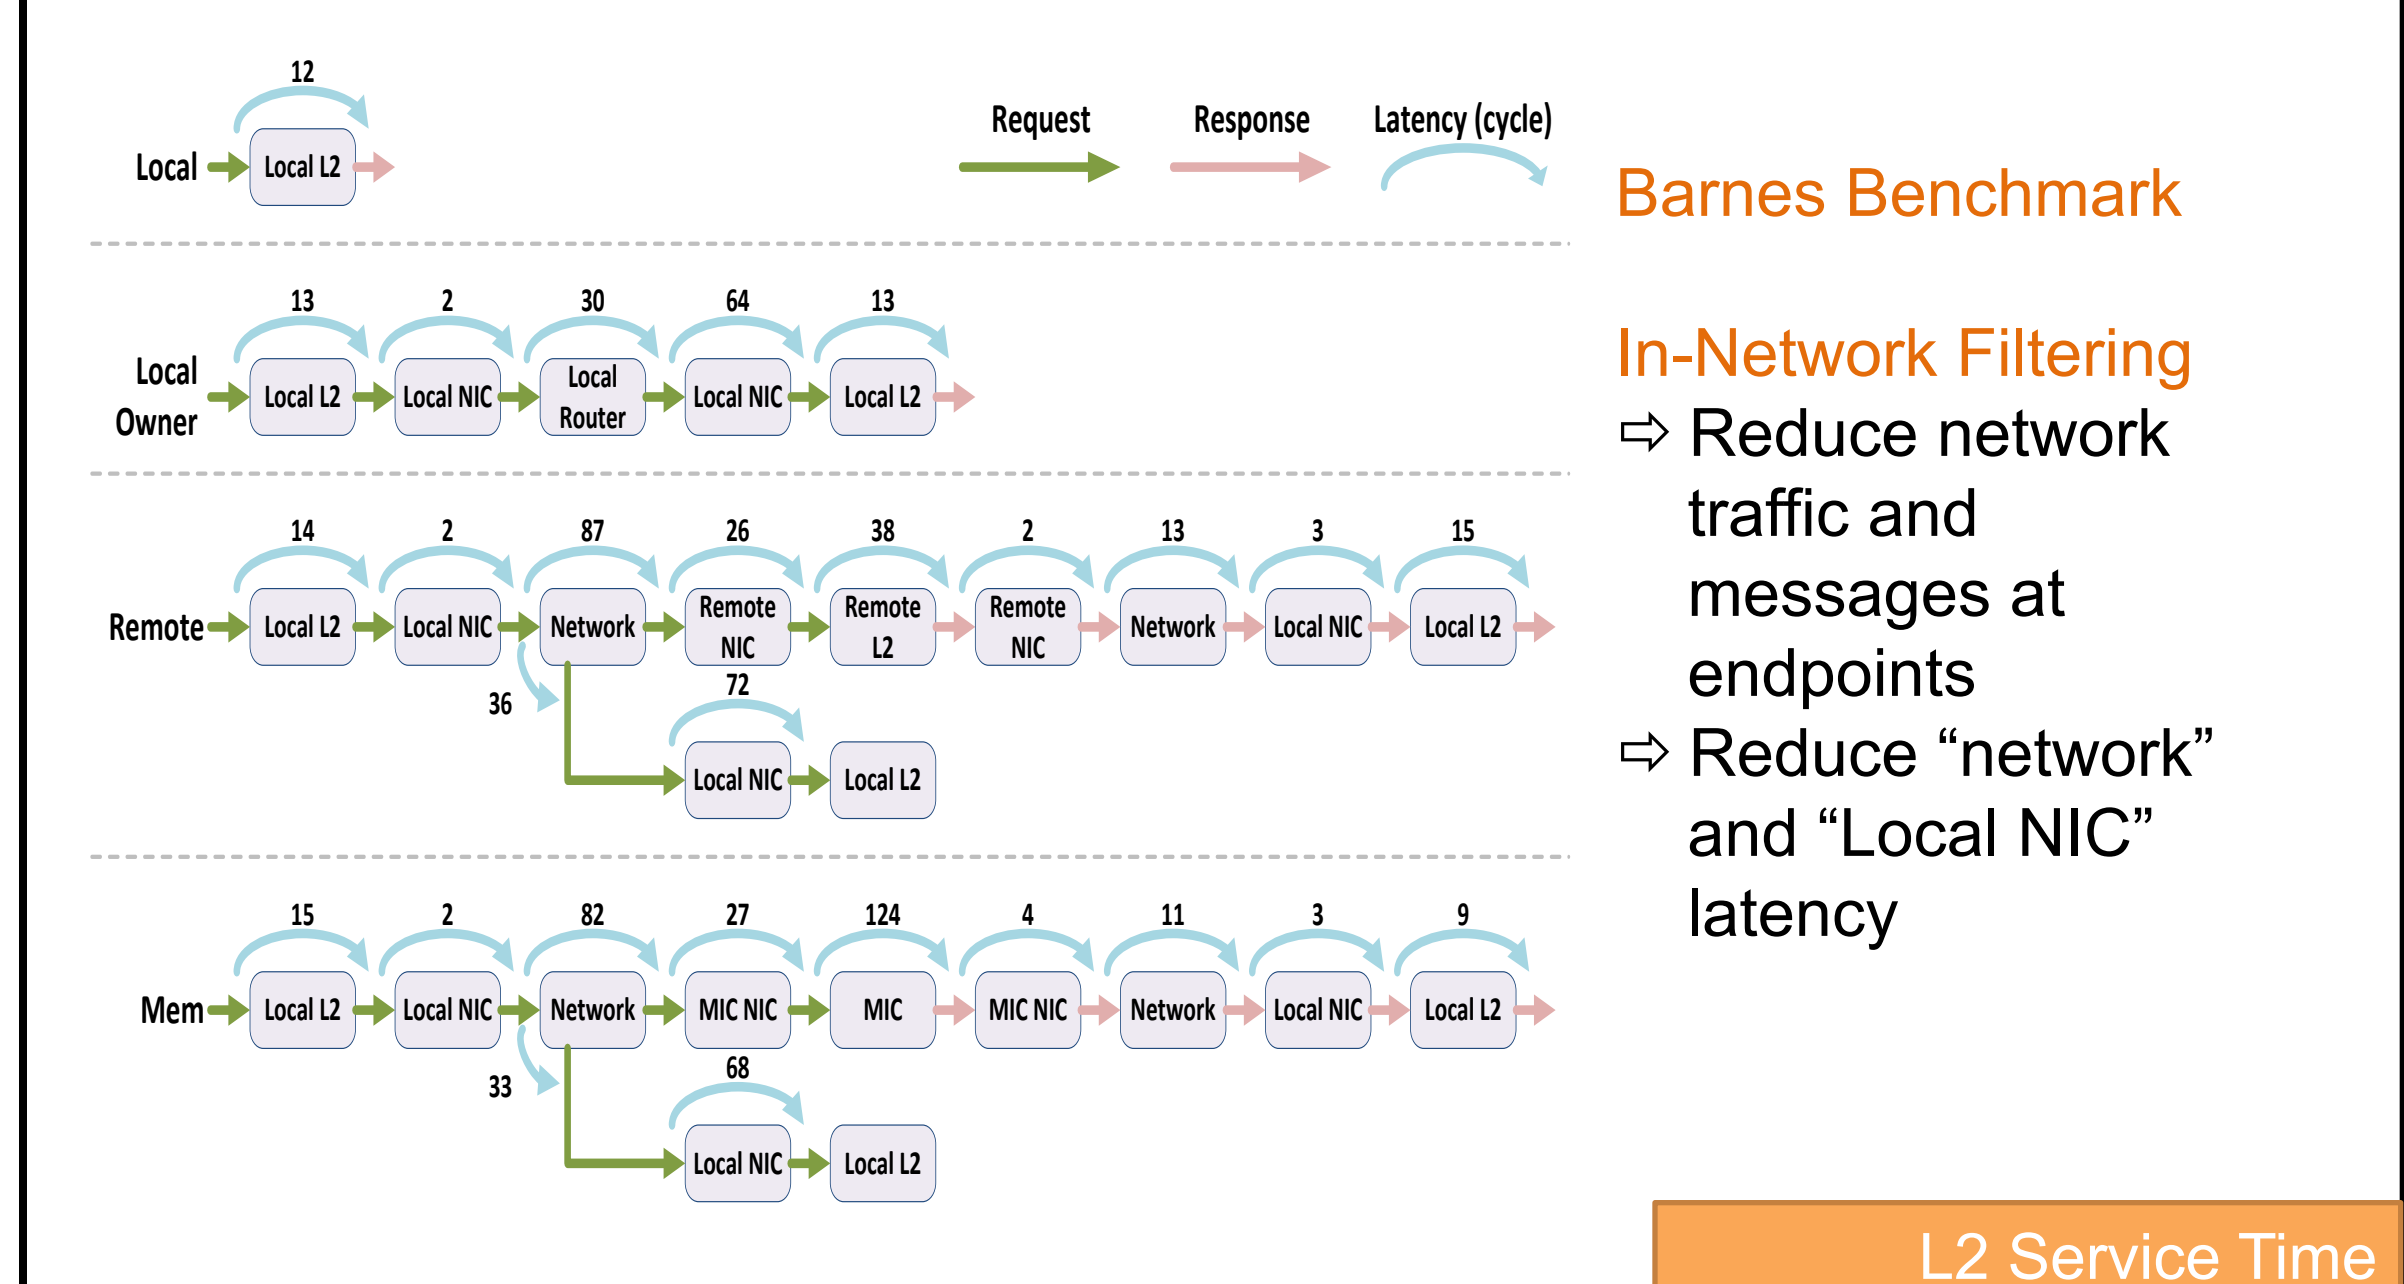 12
Request Response Latency (cycle)
Local Local L2
13 2 30 64 13
Local Owner
Local L2 Local NIC Local Router Local NIC Local L2
14 2 87 26 38 2 13 3 15
Remote Local L2 Local NIC Network Remote NIC Remote L2 Remote NIC Network Local NIC Local L2
36 72
Local NIC Local L2
15 2 82 27 124 4 11 3 9
Mem Local L2 Local NIC Network MIC NIC MIC MIC NIC Network Local NIC Local L2
33 68
Local NIC Local L2
Barnes Benchmark
In-Network Filtering
⇨ Reduce network
traffic and
messages at
endpoints
⇨ Reduce “network”
and “Local NIC”
latency
L2 Service Time